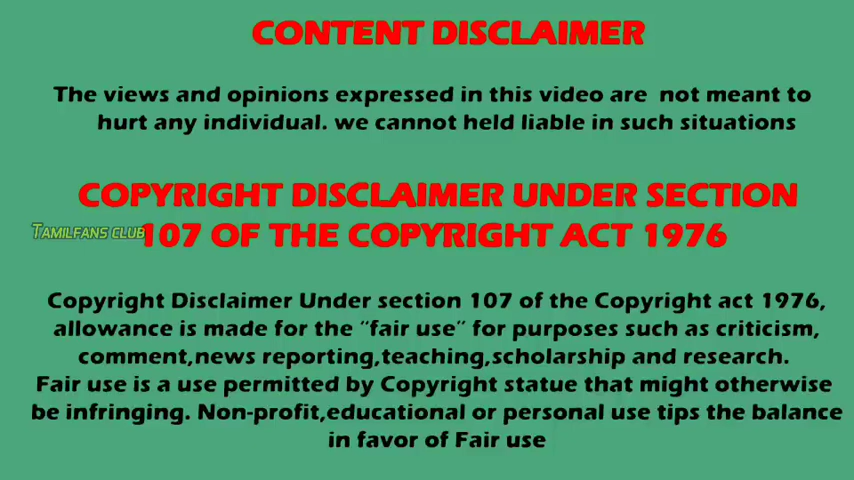 CONTENT DISCLAIMER
The views and opinions expressed in this video are not meant to
hurt any individual. we cannot held liable in such situations
COPYRIGHT DISCLAIMER UNDER SECTION
TAMILFANS CLUB
107 OF THE COPYRIGHT ACT 1976
Copyright Disclaimer Under section 107 of the Copyright act 1976,
allowance is made for the “fair use” for purposes such as criticism,
comment,news reporting,teaching,scholarship and research.
Fair use is a use permitted by Copyright statue that might otherwise
be infringing. Non-profit,educational or personal use tips the balance
in favor of Fair use